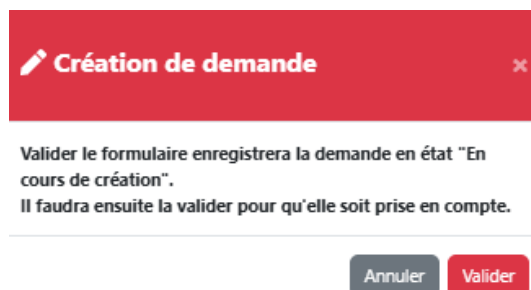 Création de demande
×
Valider le formulaire enregistrera la demande en état "En
cours de création".
Il faudra ensuite la valider pour qu'elle soit prise en compte.
Annuler Valider